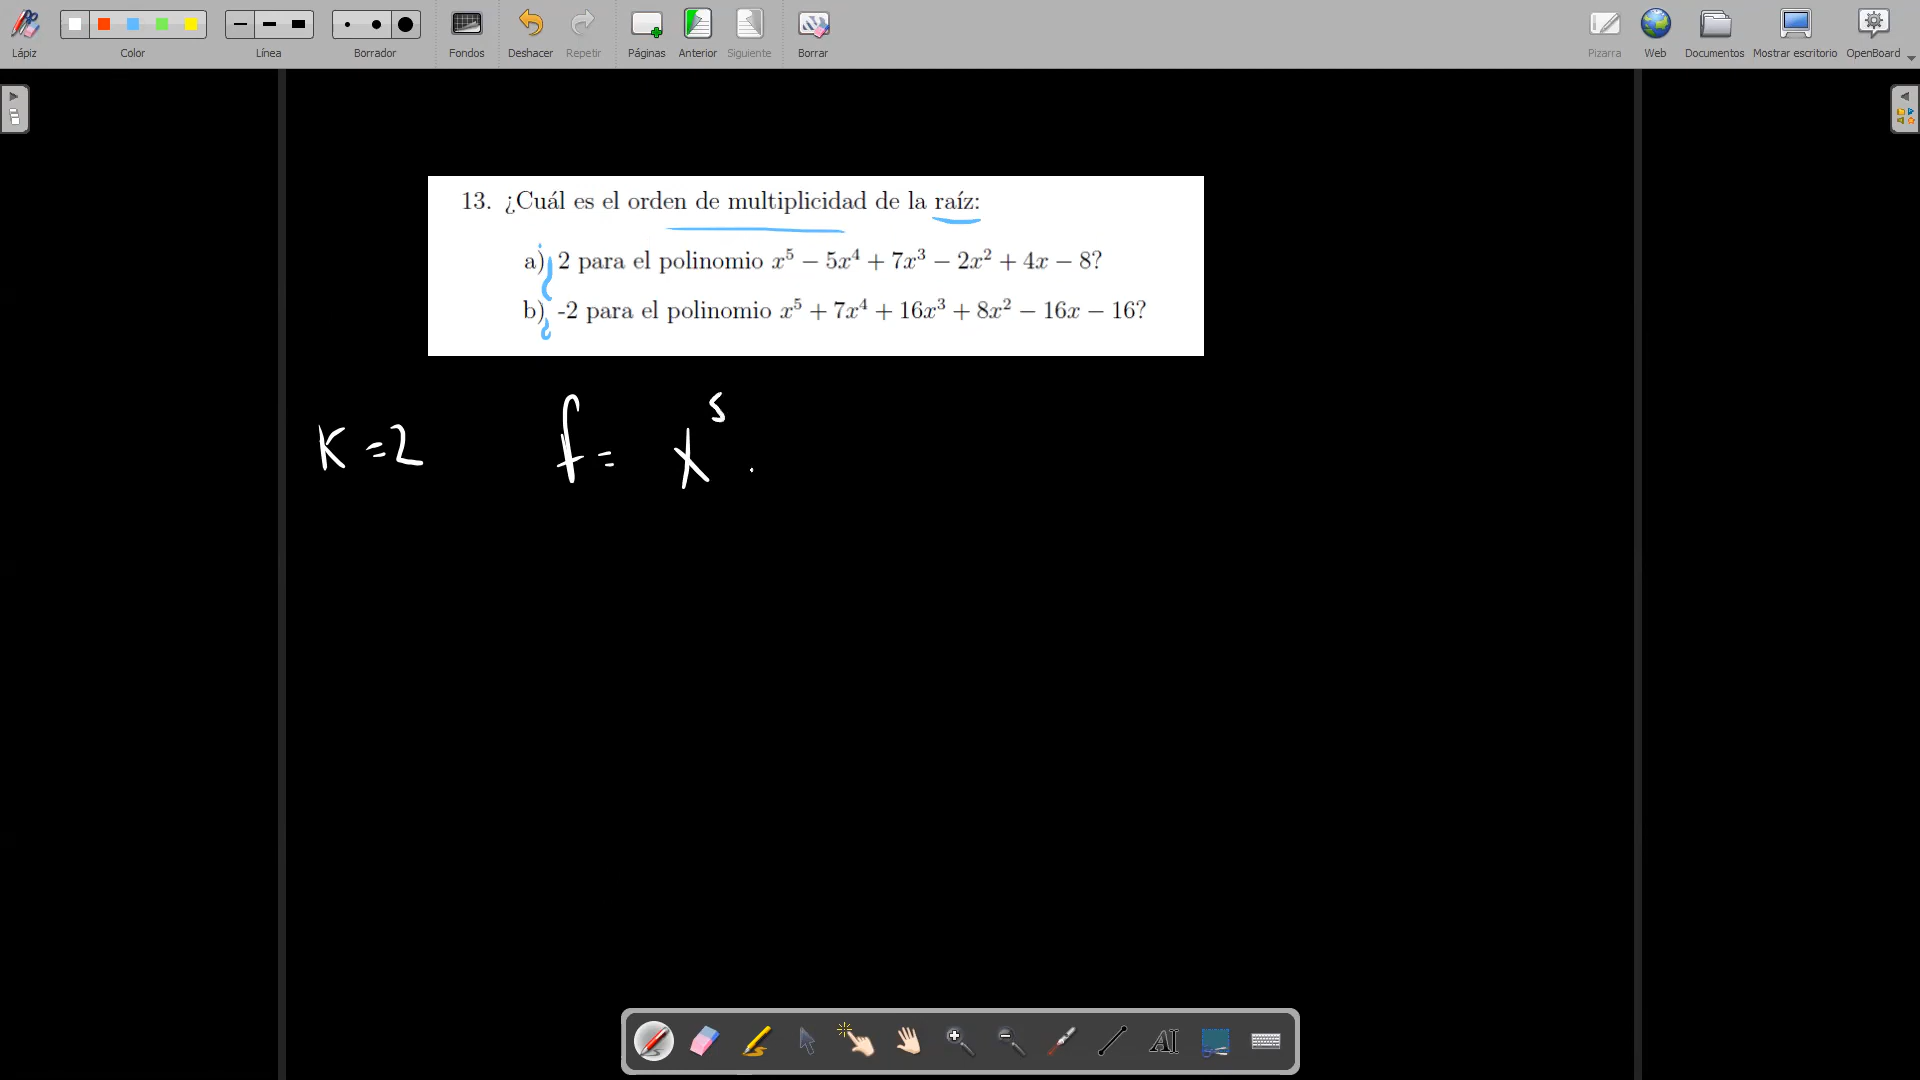 Lápiz Color Línea Borrador Fondos Deshacer Repetir Páginas Anterior Siguiente Borrar Pizarra Web Documentos Mostrar escritorio OpenBoard
13. ¿Cuál es el orden de multiplicidad de la raíz:
a) 2 para el polinomio x⁵ − 5x⁴ + 7x³ − 2x² + 4x − 8?
b) -2 para el polinomio x⁵ + 7x⁴ + 16x³ + 8x² − 16x − 16?
K = 2 f = x⁵
AI